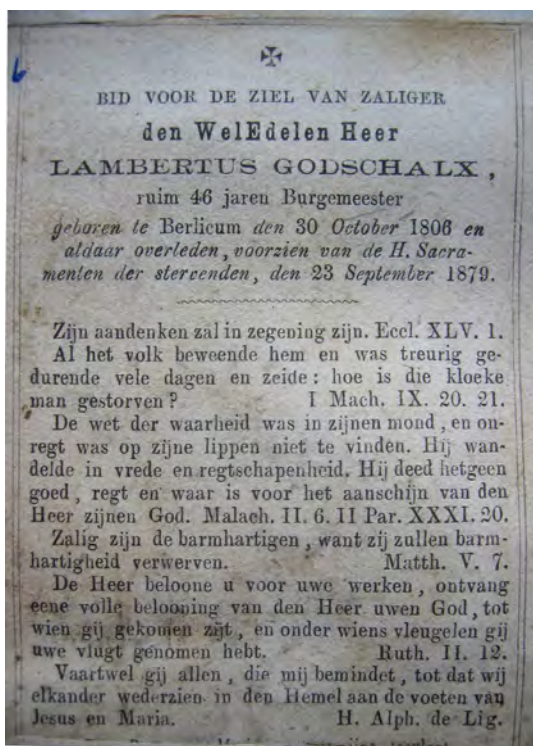 6
BID VOOR DE ZIEL VAN ZALIGER
den WelEdelen Heer
LAMBERTUS GODSCHALX,
ruim 46 jaren Burgemeester
geboren te Berlicum den 30 October 1806 en
aldaar overleden, voorzien van de H. Sacra-
menten der stervenden, den 23 September 1879.
Zijn aandenken zal in zegening zijn. Eccl. XLV. 1.
Al het volk beweende hem en was treurig ge-
durende vele dagen en zeide: hoe is die kloeke
man gestorven? I Mach. IX. 20. 21.
De wet der waarheid was in zijnen mond, en on-
regt was op zijne lippen niet te vinden. Hij wan-
delde in vrede en regtschapenheid. Hij deed hetgeen
goed, regt en waar is voor het aanschijn van den
Heer zijnen God. Malach. II. 6. II Par. XXXI. 20.
Zalig zijn de barmhartigen, want zij zullen barm-
hartigheid verwerven. Matth. V. 7.
De Heer beloone u voor uwe werken, ontvang
eene volle belooning van den Heer uwen God, tot
wien gij gekomen zijt, en onder wiens vleugelen gij
uwe vlugt genomen hebt. Ruth. II. 12.
Vaartwel gij allen, die mij bemindet, tot dat wij
elkander wederzien in den Hemel aan de voeten van
Jesus en Maria. H. Alph. de Lig.